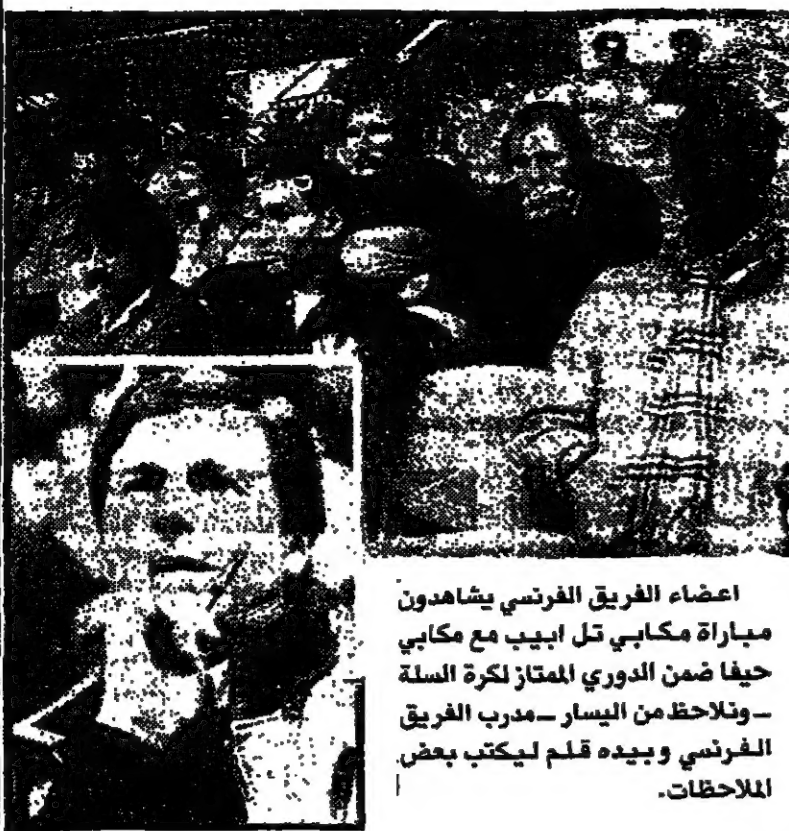 اعضاء الفريق الفرنسي يشاهدون
مباراة مكابي تل ابيب مع مكابي
حيفا ضمن الدوري الممتاز لكرة السلة
ـ ونلاحظ من اليسار ـ مدرب الفريق
الفرنسي وبيده قلم ليكتب بعض
الملاحظات.